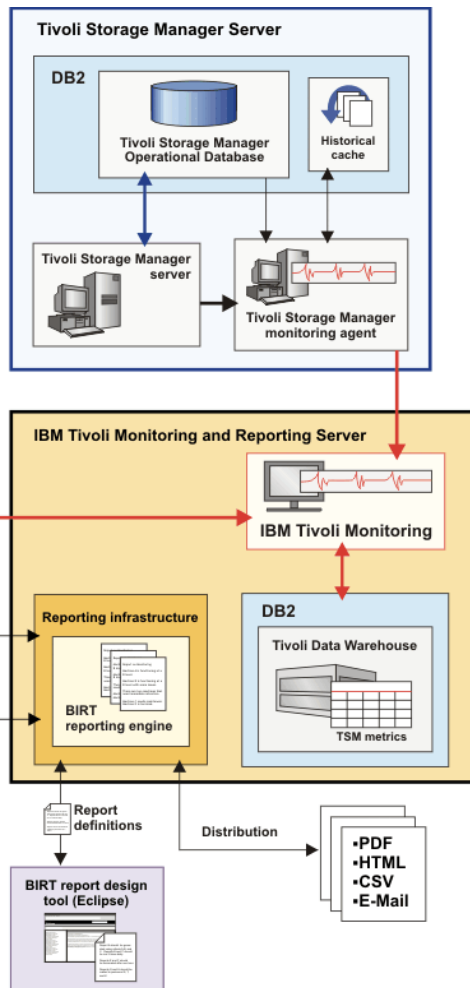 Tivoli Storage Manager Server
DB2
Tivoli Storage Manager
Operational Database
Historical
cache
Tivoli Storage Manager
server
Tivoli Storage Manager
monitoring agent
IBM Tivoli Monitoring and Reporting Server
IBM Tivoli Monitoring
Reporting infrastructure
BIRT
reporting engine
DB2
Tivoli Data Warehouse
TSM metrics
Report
definitions
Distribution
▪PDF
▪HTML
▪CSV
▪E-Mail
BIRT report design
tool (Eclipse)